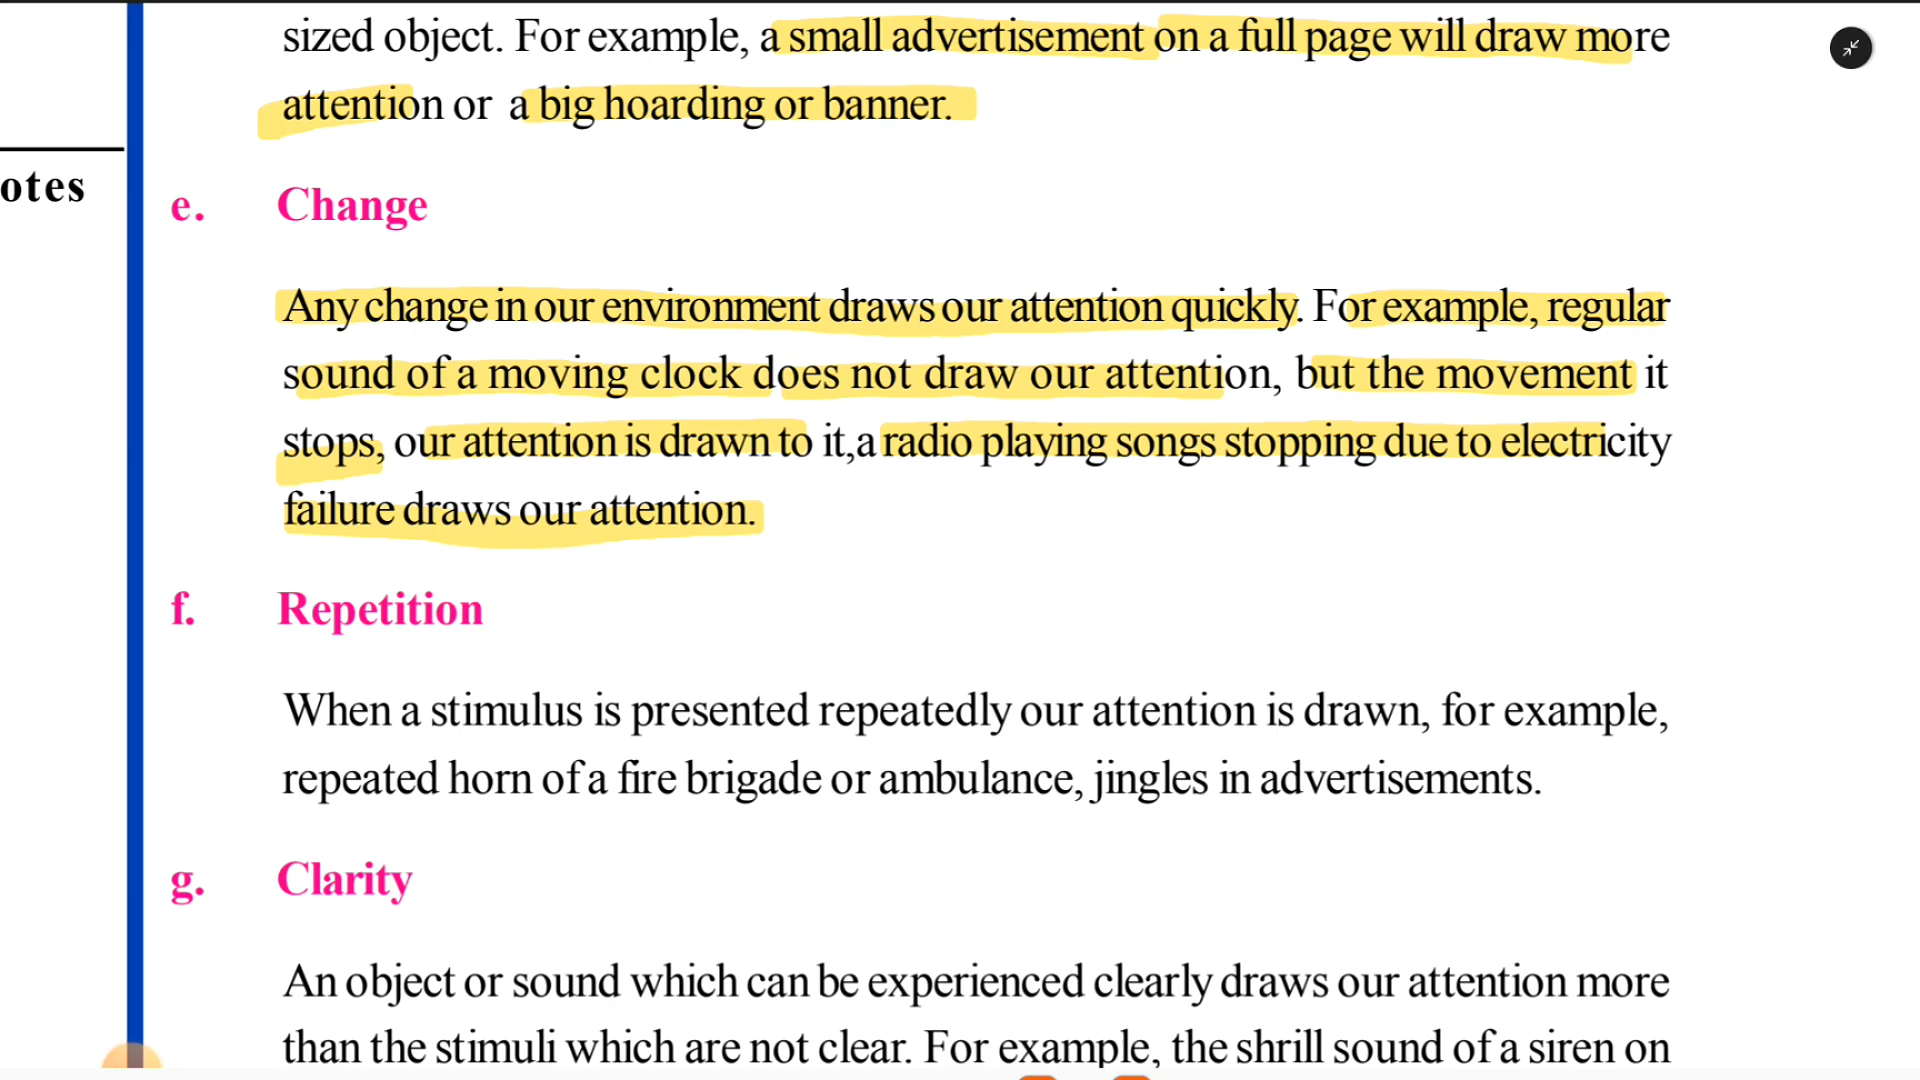 sized object. For example, a small advertisement on a full page will draw more
attention or a big hoarding or banner.
otes
e. Change
Any change in our environment draws our attention quickly. For example, regular
sound of a moving clock does not draw our attention, but the movement it
stops, our attention is drawn to it,a radio playing songs stopping due to electricity
failure draws our attention.
f. Repetition
When a stimulus is presented repeatedly our attention is drawn, for example,
repeated horn of a fire brigade or ambulance, jingles in advertisements.
g. Clarity
An object or sound which can be experienced clearly draws our attention more
than the stimuli which are not clear. For example, the shrill sound of a siren on